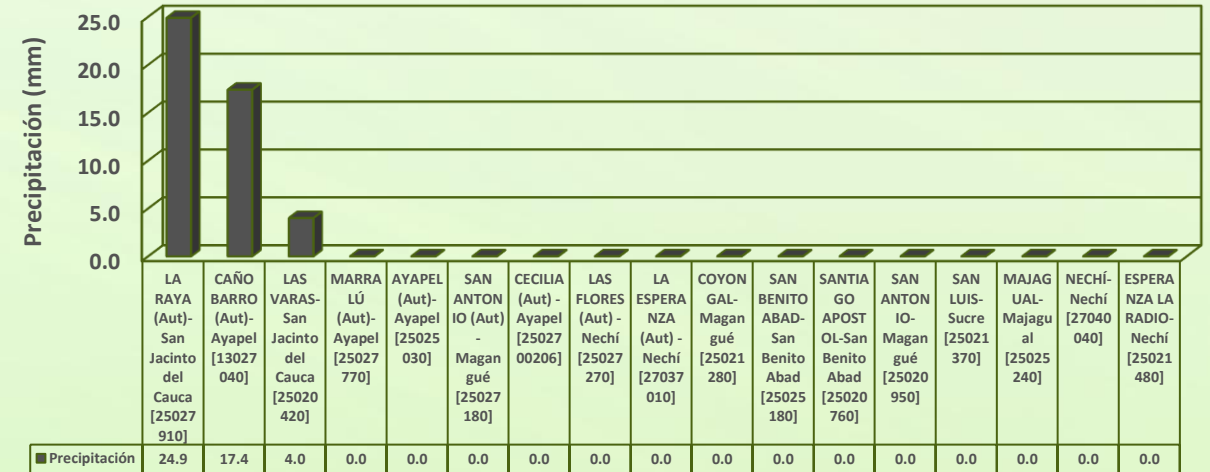 Precipitación (mm)
25.0
20.0
15.0
10.0
5.0
0.0
LA
RAYA
(Aut)-
San
Jacinto
del
Cauca
[25027
910]
CAÑO
BARRO
(Aut)-
Ayapel
[13027
040]
LAS
VARAS-
San
Jacinto
del
Cauca
[25020
420]
MARRA
LÚ
(Aut)-
Ayapel
[25027
770]
AYAPEL
(Aut)-
Ayapel
[25025
030]
SAN
ANTON
IO (Aut)
-
Magan
gué
[25027
180]
CECILIA
(Aut) -
Ayapel
[25027
00206]
LAS
FLORES
(Aut) -
Nechí
[25027
270]
LA
ESPERA
NZA
(Aut) -
Nechí
[27037
010]
COYON
GAL-
Magan
gué
[25021
280]
SAN
BENITO
ABAD-
San
Benito
Abad
[25025
180]
SANTIA
GO
APOST
OL-San
Benito
Abad
[25020
760]
SAN
ANTON
IO-
Magan
gué
[25020
950]
SAN
LUIS-
Sucre
[25021
370]
MAJAG
UAL-
Majagu
al
[25025
240]
NECHÍ-
Nechí
[27040
040]
ESPERA
NZA LA
RADIO-
Nechí
[25021
480]
Precipitación 24.9 17.4 4.0 0.0 0.0 0.0 0.0 0.0 0.0 0.0 0.0 0.0 0.0 0.0 0.0 0.0 0.0